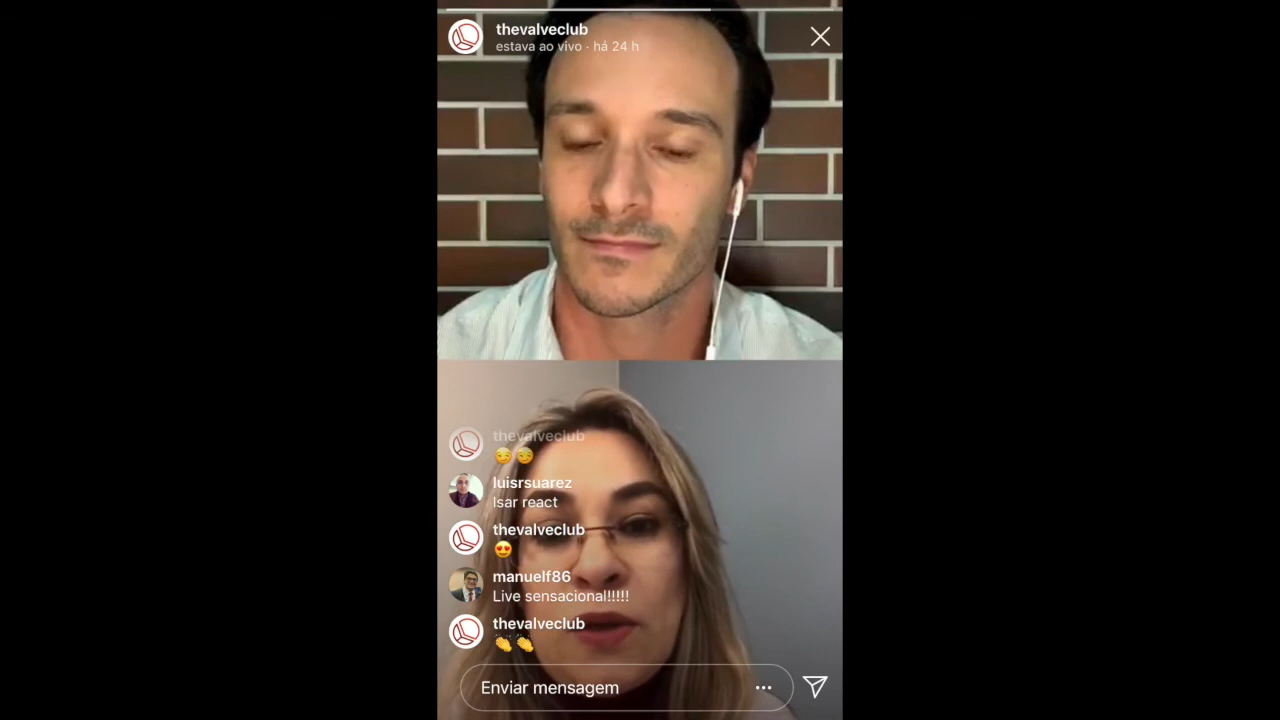 thevalveclub
estava ao vivo · há 24 h
thevalveclub
😏 😇
luisrsuarez
Isar react
thevalveclub
😍
manuelf86
Live sensacional!!!!!
thevalveclub
👏👏
Enviar mensagem